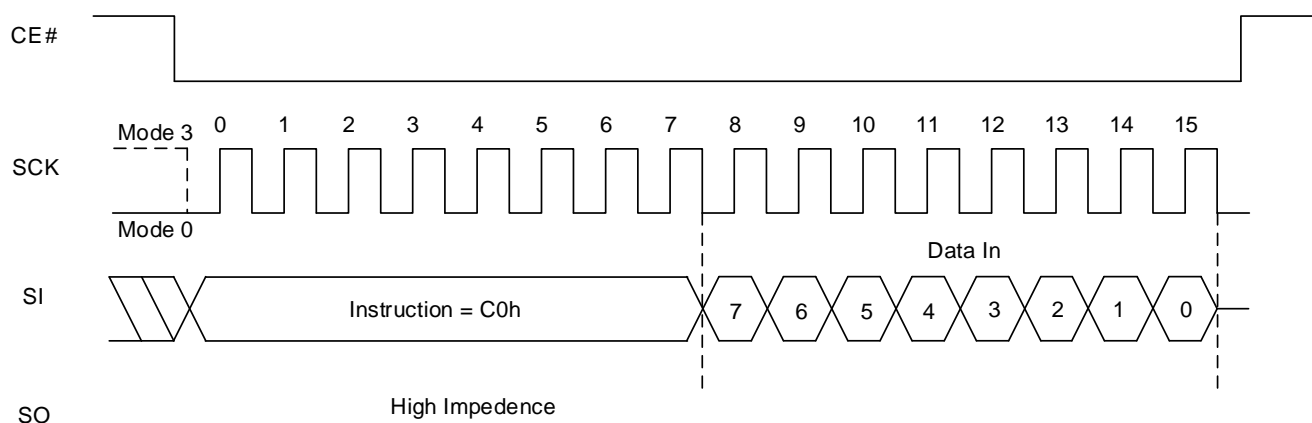 CE#
Mode 3 0 1 2 3 4 5 6 7 8 9 10 11 12 13 14 15
SCK
Mode 0
Data In
SI
Instruction = C0h 7 6 5 4 3 2 1 0
High Impedence
SO